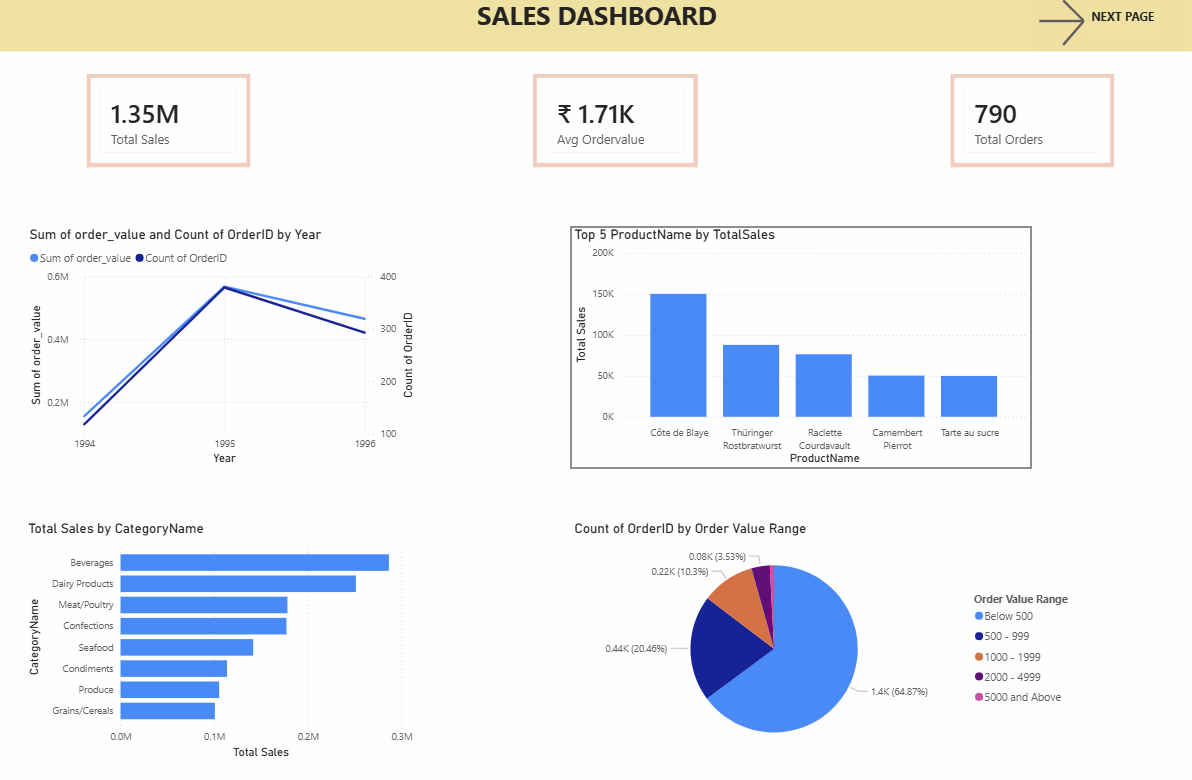 SALES DASHBOARD
NEXT PAGE
1.35M
Total Sales
₹ 1.71K
Avg Ordervalue
790
Total Orders
Sum of order_value and Count of OrderID by Year
Sum of order_value Count of OrderID
0.6M
0.4M
0.2M
Sum of order_value
400
300
200
100
Count of OrderID
1994 1995 1996
Year
Top 5 ProductName by TotalSales
200K
150K
100K
50K
0K
Total Sales
Côte de Blaye
Thüringer
Rostbratwurst
Raclette
Courdavault
Camembert
Pierrot
Tarte au sucre
ProductName
Total Sales by CategoryName
CategoryName
Beverages
Dairy Products
Meat/Poultry
Confections
Seafood
Condiments
Produce
Grains/Cereals
0.0M 0.1M 0.2M 0.3M
Total Sales
Count of OrderID by Order Value Range
0.08K (3.53%)
0.22K (10.3%)
0.44K (20.46%)
1.4K (64.87%)
Order Value Range
Below 500
500 - 999
1000 - 1999
2000 - 4999
5000 and Above